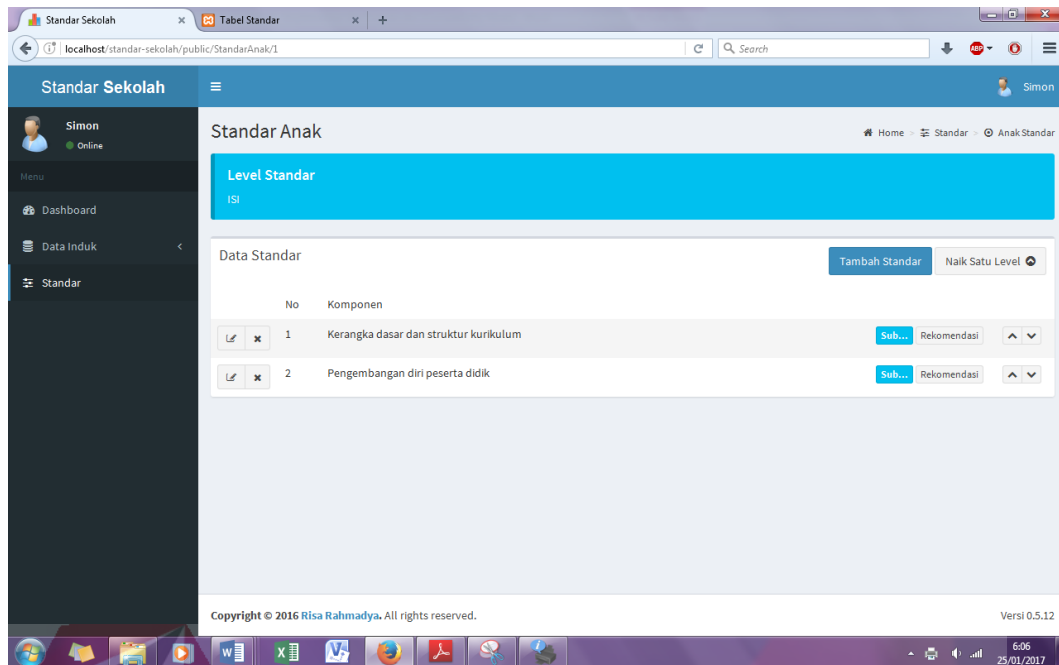 Standar Sekolah
Tabel Standar
localhost/standar-sekolah/public/StandarAnak/1
Search
ABP
Standar Sekolah
Simon
Simon
Online
Menu
Dashboard
Data Induk
Standar
Standar Anak
Home > Standar > Anak Standar
Level Standar
ISI
Data Standar
Tambah Standar
Naik Satu Level
No Komponen
1 Kerangka dasar dan struktur kurikulum Sub... Rekomendasi
2 Pengembangan diri peserta didik Sub... Rekomendasi
Copyright © 2016 Risa Rahmadya. All rights reserved.
Versi 0.5.12
6:06
25/01/2017